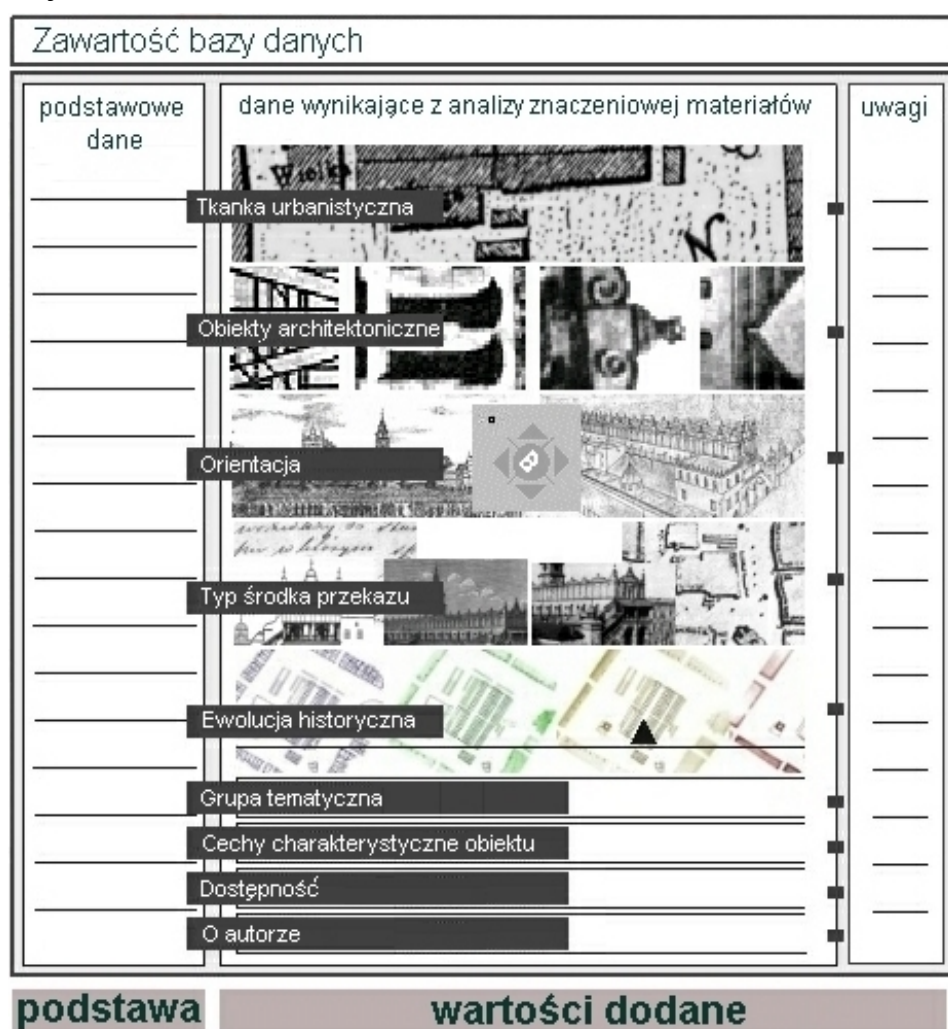 Zawartość bazy danych
podstawowe
dane
dane wynikające z analizy znaczeniowej materiałów
uwagi
Wielka
Tkanka urbanistyczna
N
Obiekty architektoniczne
Orientacja
Typ środka przekazu
Ewolucja historyczna
Grupa tematyczna
Cechy charakterystyczne obiektu
Dostępność
O autorze
podstawa
wartości dodane